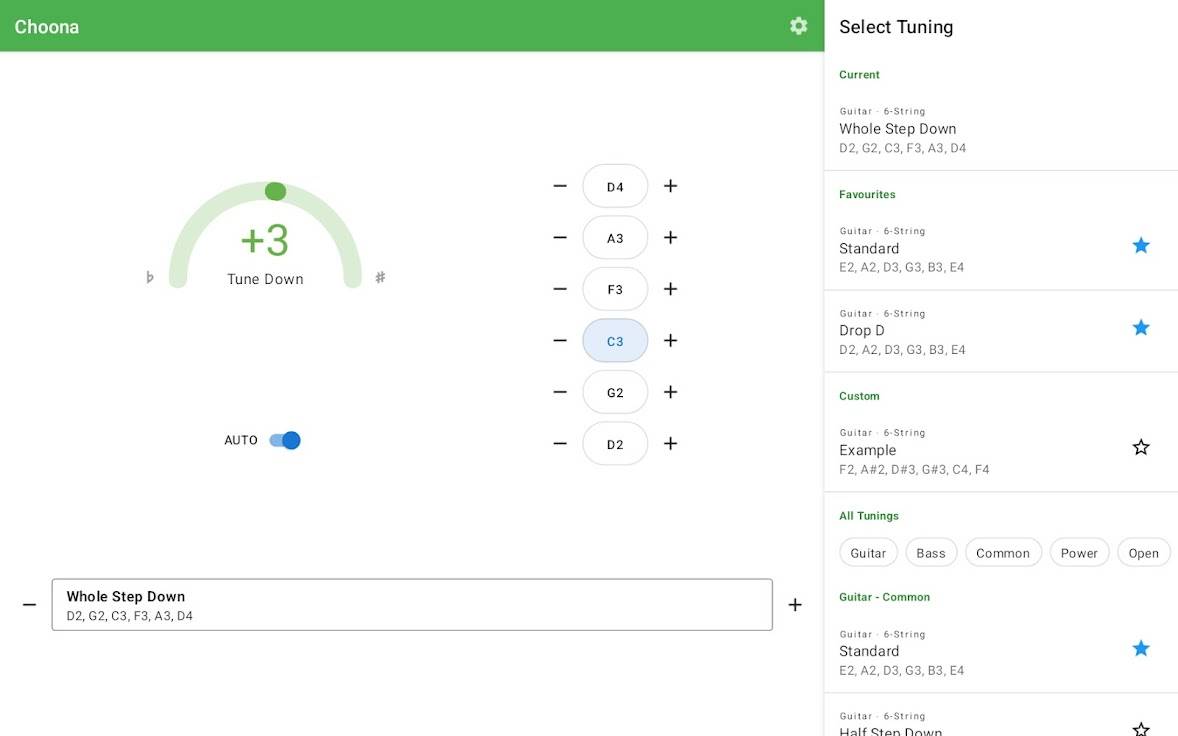 Choona
♭
+3
Tune Down
♯
AUTO
− D4 +
− A3 +
− F3 +
− C3 +
− G2 +
− D2 +
− Whole Step Down +
D2, G2, C3, F3, A3, D4
Select Tuning
Current
Guitar · 6-String
Whole Step Down
D2, G2, C3, F3, A3, D4
Favourites
Guitar · 6-String
Standard
E2, A2, D3, G3, B3, E4
Guitar · 6-String
Drop D
D2, A2, D3, G3, B3, E4
Custom
Guitar · 6-String
Example
F2, A#2, D#3, G#3, C4, F4
All Tunings
Guitar Bass Common Power Open
Guitar - Common
Guitar · 6-String
Standard
E2, A2, D3, G3, B3, E4
Guitar · 6-String
Half Step Down